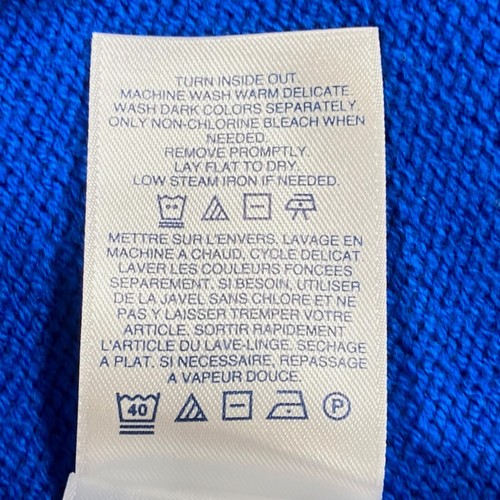 TURN INSIDE OUT.
MACHINE WASH WARM DELICATE.
WASH DARK COLORS SEPARATELY.
ONLY NON-CHLORINE BLEACH WHEN
NEEDED.
REMOVE PROMPTLY.
LAY FLAT TO DRY.
LOW STEAM IRON IF NEEDED.
METTRE SUR L'ENVERS. LAVAGE EN
MACHINE A CHAUD, CYCLE DELICAT
LAVER LES COULEURS FONCEES
SEPAREMENT. SI BESOIN, UTILISER
DE LA JAVEL SANS CHLORE ET NE
PAS Y LAISSER TREMPER VOTRE
ARTICLE. SORTIR RAPIDEMENT
L'ARTICLE DU LAVE-LINGE. SECHAGE
A PLAT. SI NECESSAIRE, REPASSAGE
A VAPEUR DOUCE.
40 P